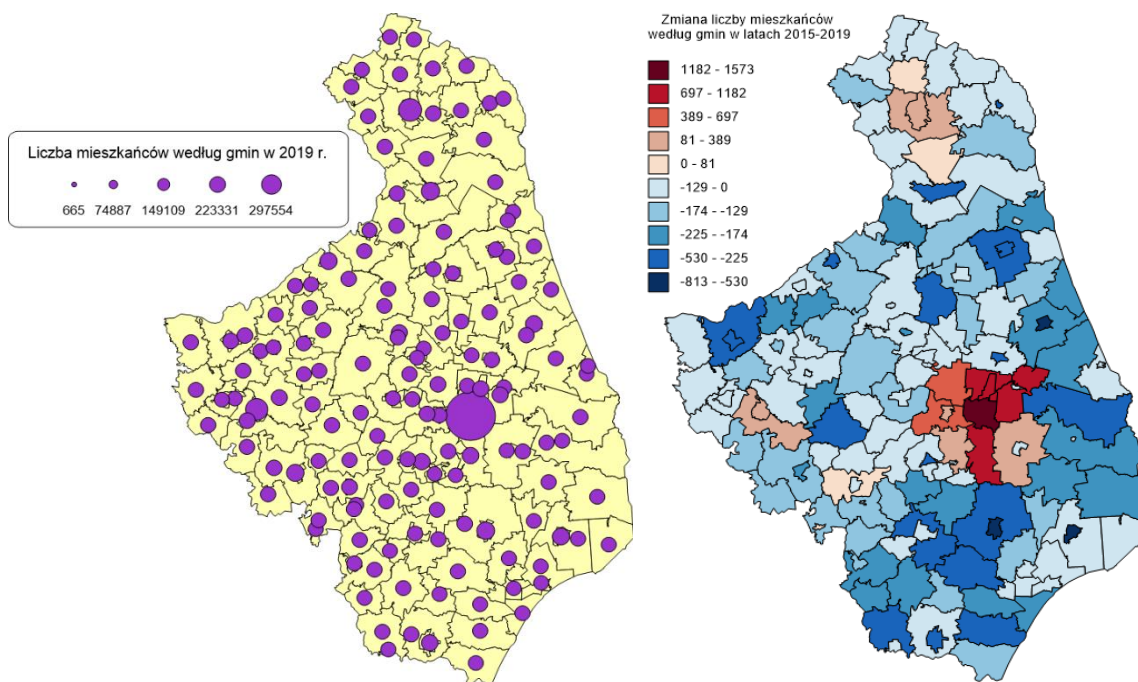 Liczba mieszkańców według gmin w 2019 r.
665 74887 149109 223331 297554
Zmiana liczby mieszkańców
według gmin w latach 2015-2019
1182 - 1573
697 - 1182
389 - 697
81 - 389
0 - 81
-129 - 0
-174 - -129
-225 - -174
-530 - -225
-813 - -530